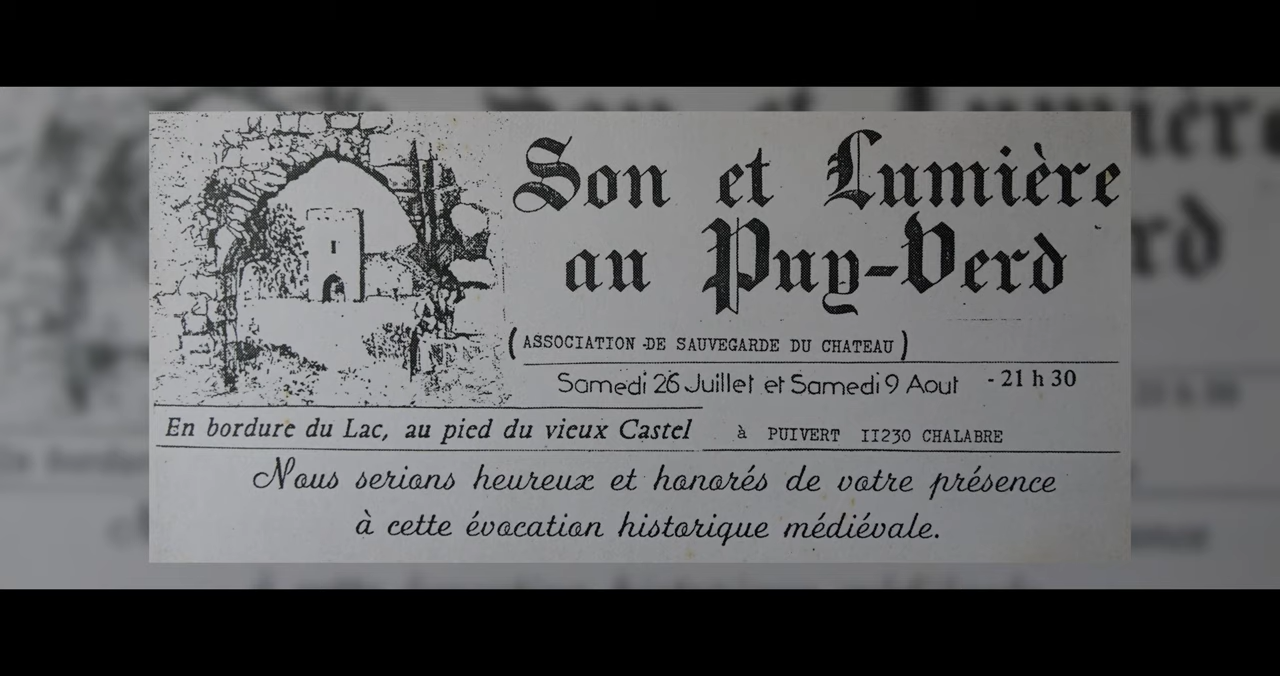 Son et Lumière
au Puy-Verd
(ASSOCIATION DE SAUVEGARDE DU CHATEAU)
Samedi 26 Juillet et Samedi 9 Aout - 21 h 30
En bordure du Lac, au pied du vieux Castel à PUIVERT II230 CHALABRE
Nous serions heureux et honorés de votre présence
à cette évocation historique médiévale.